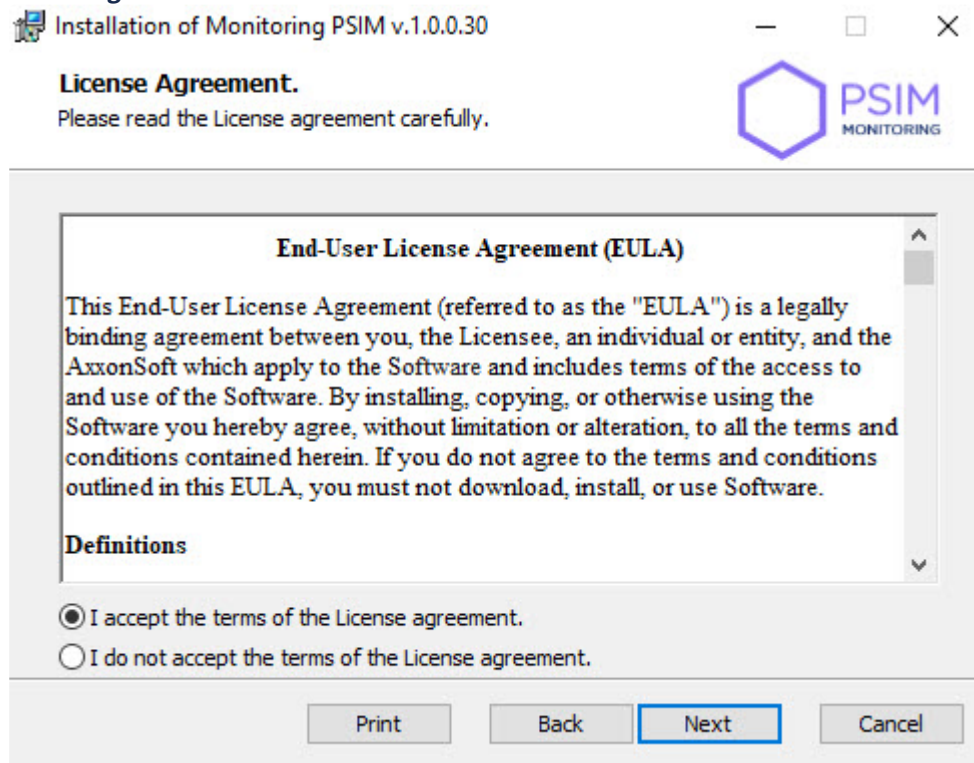 Installation of Monitoring PSIM v.1.0.0.30
License Agreement.
Please read the License agreement carefully.
PSIM
MONITORING
End-User License Agreement (EULA)
This End-User License Agreement (referred to as the "EULA") is a legally
binding agreement between you, the Licensee, an individual or entity, and the
AxxonSoft which apply to the Software and includes terms of the access to
and use of the Software. By installing, copying, or otherwise using the
Software you hereby agree, without limitation or alteration, to all the terms and
conditions contained herein. If you do not agree to the terms and conditions
outlined in this EULA, you must not download, install, or use Software.
Definitions
I accept the terms of the License agreement.
I do not accept the terms of the License agreement.
Print
Back
Next
Cancel